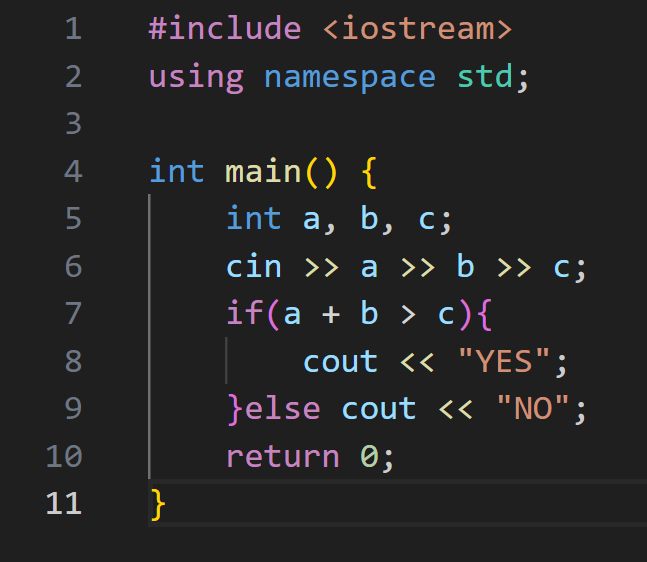 1 #include <iostream>
2 using namespace std;
3
4 int main() {
5     int a, b, c;
6     cin >> a >> b >> c;
7     if(a + b > c){
8         cout << "YES";
9     }else cout << "NO";
10     return 0;
11 }